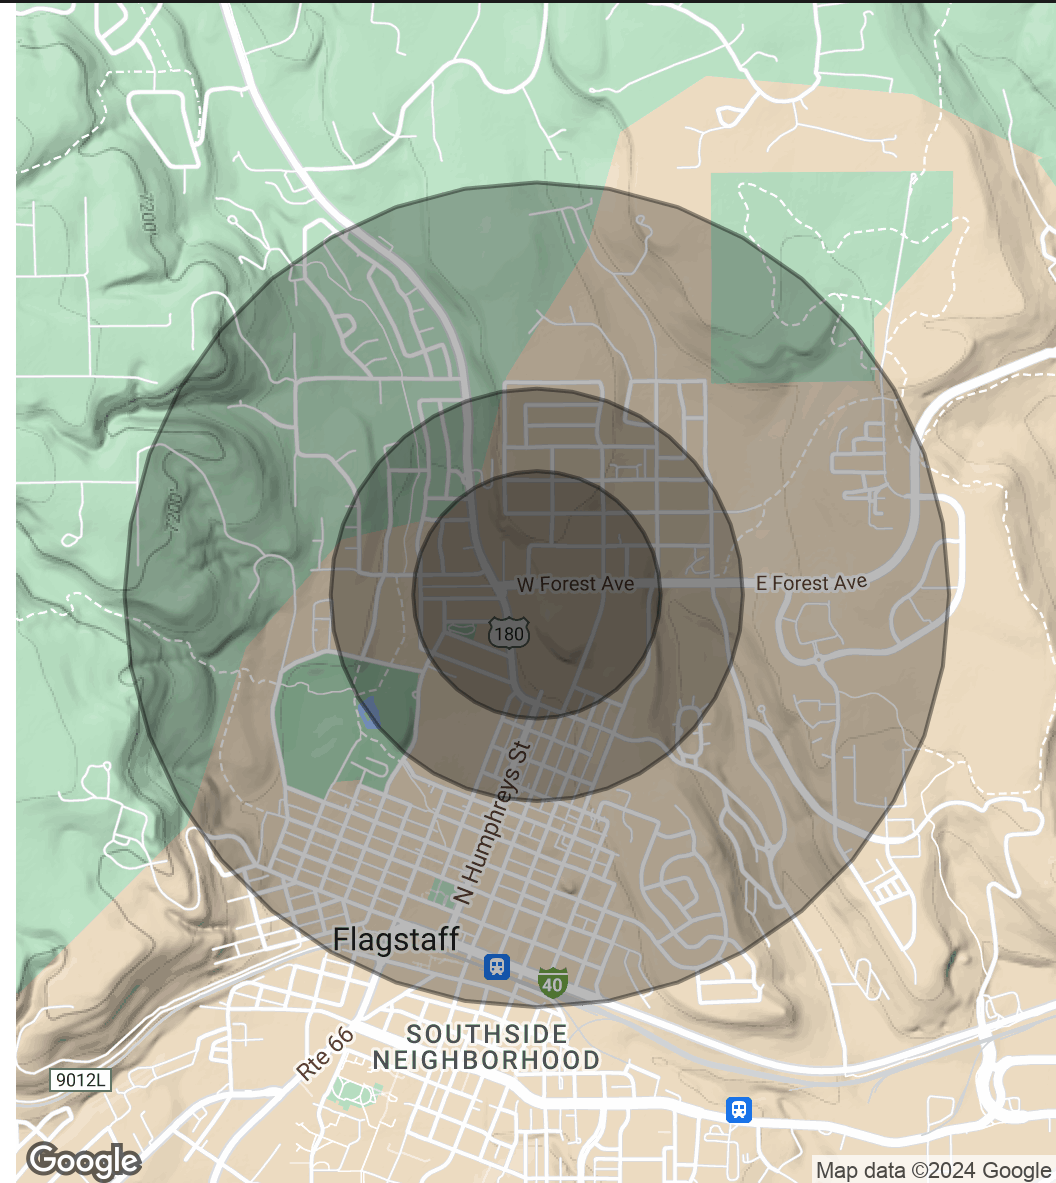 7200'
7200'
W Forest Ave
E Forest Ave
180
N Humphreys St
Flagstaff
40
SOUTHSIDE
NEIGHBORHOOD
Rte 66
9012L
Google
Map data ©2024 Google